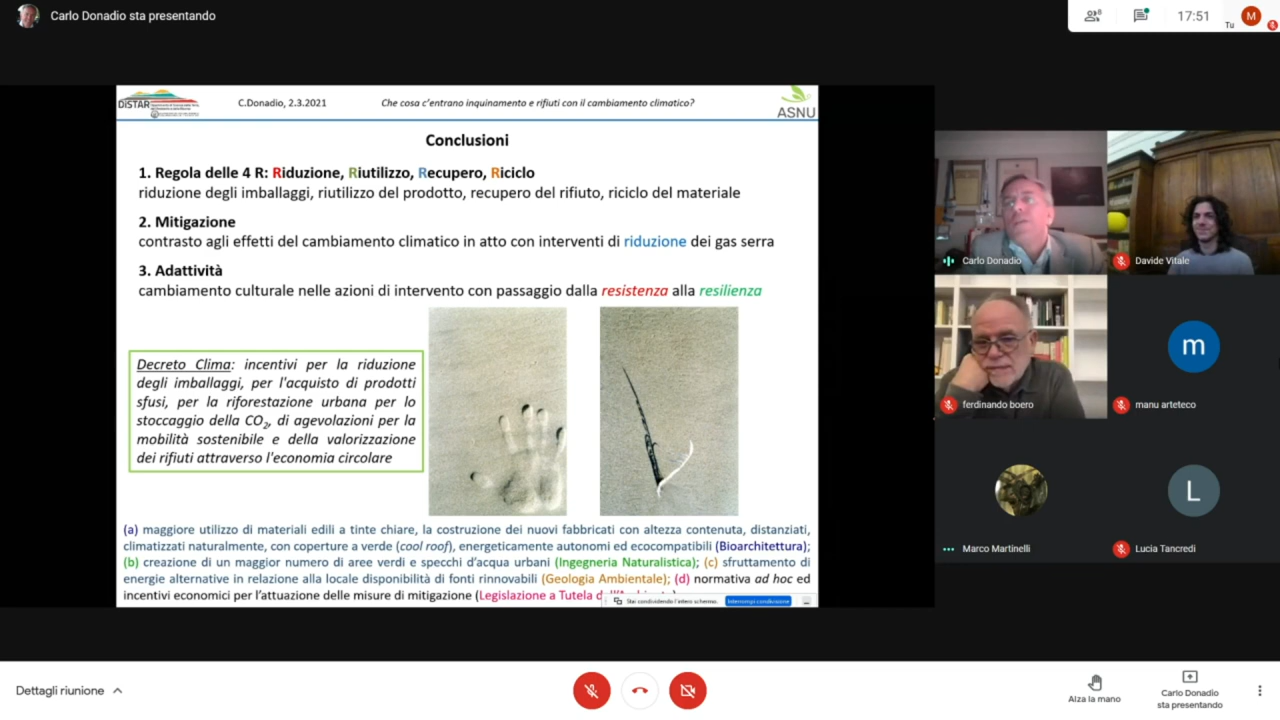 Carlo Donadio sta presentando
8
17:51
Tu
M
DiSTAR
C.Donadio, 2.3.2021
Che cosa c'entrano inquinamento e rifiuti con il cambiamento climatico?
ASNU
Conclusioni
1. Regola delle 4 R: Riduzione, Riutilizzo, Recupero, Riciclo
riduzione degli imballaggi, riutilizzo del prodotto, recupero del rifiuto, riciclo del materiale
2. Mitigazione
contrasto agli effetti del cambiamento climatico in atto con interventi di riduzione dei gas serra
3. Adattività
cambiamento culturale nelle azioni di intervento con passaggio dalla resistenza alla resilienza
Decreto Clima: incentivi per la riduzione
degli imballaggi, per l'acquisto di prodotti
sfusi, per la riforestazione urbana per lo
stoccaggio della CO2, di agevolazioni per la
mobilità sostenibile e della valorizzazione
dei rifiuti attraverso l'economia circolare
(a) maggiore utilizzo di materiali edili a tinte chiare, la costruzione dei nuovi fabbricati con altezza contenuta, distanziati,
climatizzati naturalmente, con coperture a verde (cool roof), energeticamente autonomi ed ecocompatibili (Bioarchitettura);
(b) creazione di un maggior numero di aree verdi e specchi d'acqua urbani (Ingegneria Naturalistica); (c) sfruttamento di
energie alternative in relazione alla locale disponibilità di fonti rinnovabili (Geologia Ambientale); (d) normativa ad hoc ed
incentivi economici per l'attuazione delle misure di mitigazione (Legislazione a Tutela
Stai condividendo l'intero schermo.
Interrompi condivisione
Carlo Donadio
Davide Vitale
ferdinando boero
m
manu arteteco
Marco Martinelli
L
Lucia Tancredi
Dettagli riunione
Alza la mano
Carlo Donadio
sta presentando